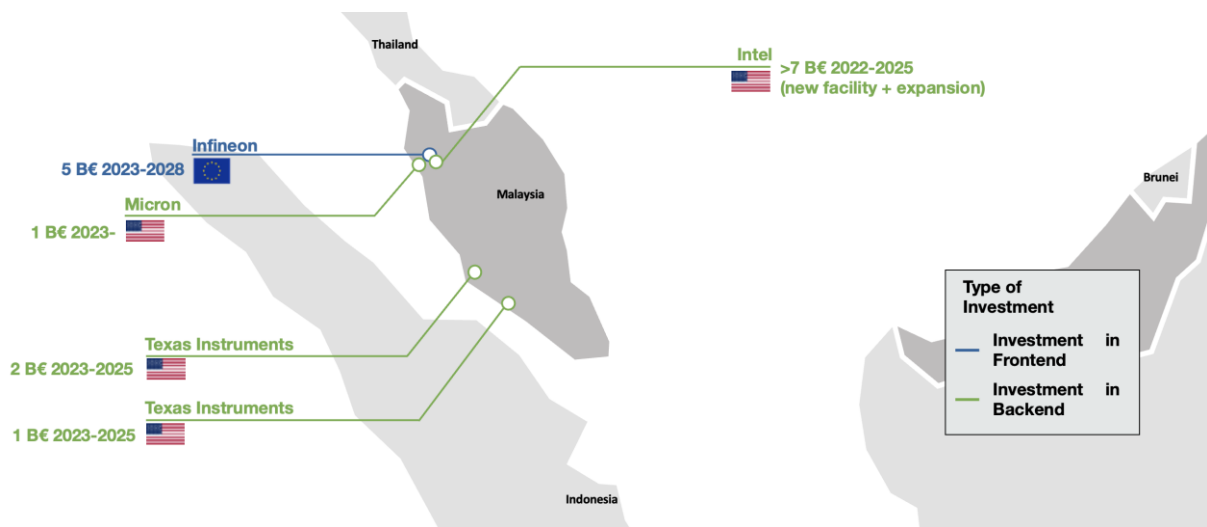 Thailand
Intel
>7 B€ 2022-2025
(new facility + expansion)
Infineon
5 B€ 2023-2028
Malaysia
Brunei
Micron
1 B€ 2023-
Type of
Investment
Investment in
Frontend
Investment in
Backend
Texas Instruments
2 B€ 2023-2025
Texas Instruments
1 B€ 2023-2025
Indonesia